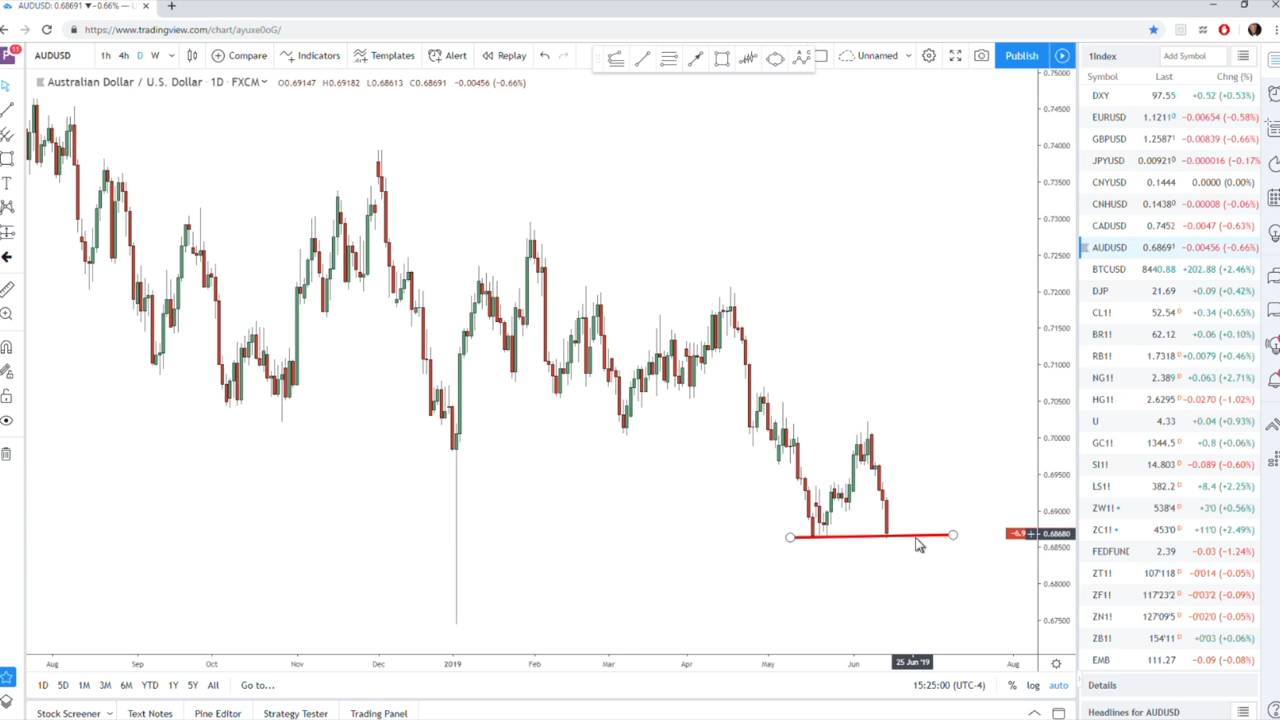 AUDUSD: 0.68691 ▼−0.66%
https://www.tradingview.com/chart/ayuxe0oG/
11
AUDUSD 1h 4h D W Compare Indicators Templates Alert Replay Unnamed Publish
Australian Dollar / U.S. Dollar · 1D · FXCM
L0.68613 C0.68691 −0.00456 (−0.66%)
O0.69147
0.75000
0.74500
0.74000
0.73500
0.73000
0.72500
0.72000
0.71500
0.71000
0.70500
0.70000
0.69500
0.69000
0.68680
0.68500
0.68000
0.67500
Aug Sep Oct Nov Dec 2019 Feb Mar Apr May Jun 25 Jun '19 Aug
1D 5D 1M 3M 6M YTD 1Y 5Y All Go to... 15:25:00 (UTC-4) % log auto
Stock Screener Text Notes Pine Editor Strategy Tester Trading Panel
1Index Add Symbol
Symbol Last Chng (%)
DXY 97.55 +0.52 (+0.53%)
EURUSD 1.12110 −0.00654 (−0.58%)
GBPUSD 1.25871 −0.00839 (−0.66%)
JPYUSD 0.009210 −0.000016 (−0.17%
CNYUSD 0.1444 0.0000 (0.00%)
CNHUSD 0.14380 −0.00008 (−0.06%)
CADUSD 0.7452 −0.0047 (−0.63%)
AUDUSD 0.68691 −0.00456 (−0.66%)
BTCUSD 8440.88 +202.88 (+2.46%)
DJP 21.69 +0.09 (+0.42%)
CL1! 52.54 +0.34 (+0.65%)
BR1! 62.12 +0.06 (+0.10%)
RB1! 1.7318 D +0.0079 (+0.46%)
NG1! 2.389 D +0.063 (+2.71%)
HG1! 2.6295 D −0.0270 (−1.02%)
U 4.33 +0.04 (+0.93%)
GC1! 1344.5 D +0.8 (+0.06%)
SI1! 14.803 D −0.089 (−0.60%)
LS1! 382.2 D +8.4 (+2.25%)
ZW1! 538'4 D +3'0 (+0.56%)
ZC1! 453'0 D +11'0 (+2.49%)
FEDFUND 2.39 −0.03 (−1.24%)
ZT1! 107'118 D −0'014 (−0.05%)
ZF1! 117'23'2 D −0'03'2 (−0.09%)
ZN1! 127'09'5 D −0'02'0 (−0.05%)
ZB1! 154'11 D +0'03 (+0.06%)
EMB 111.27 −0.09 (−0.08%)
Details
Headlines for AUDUSD